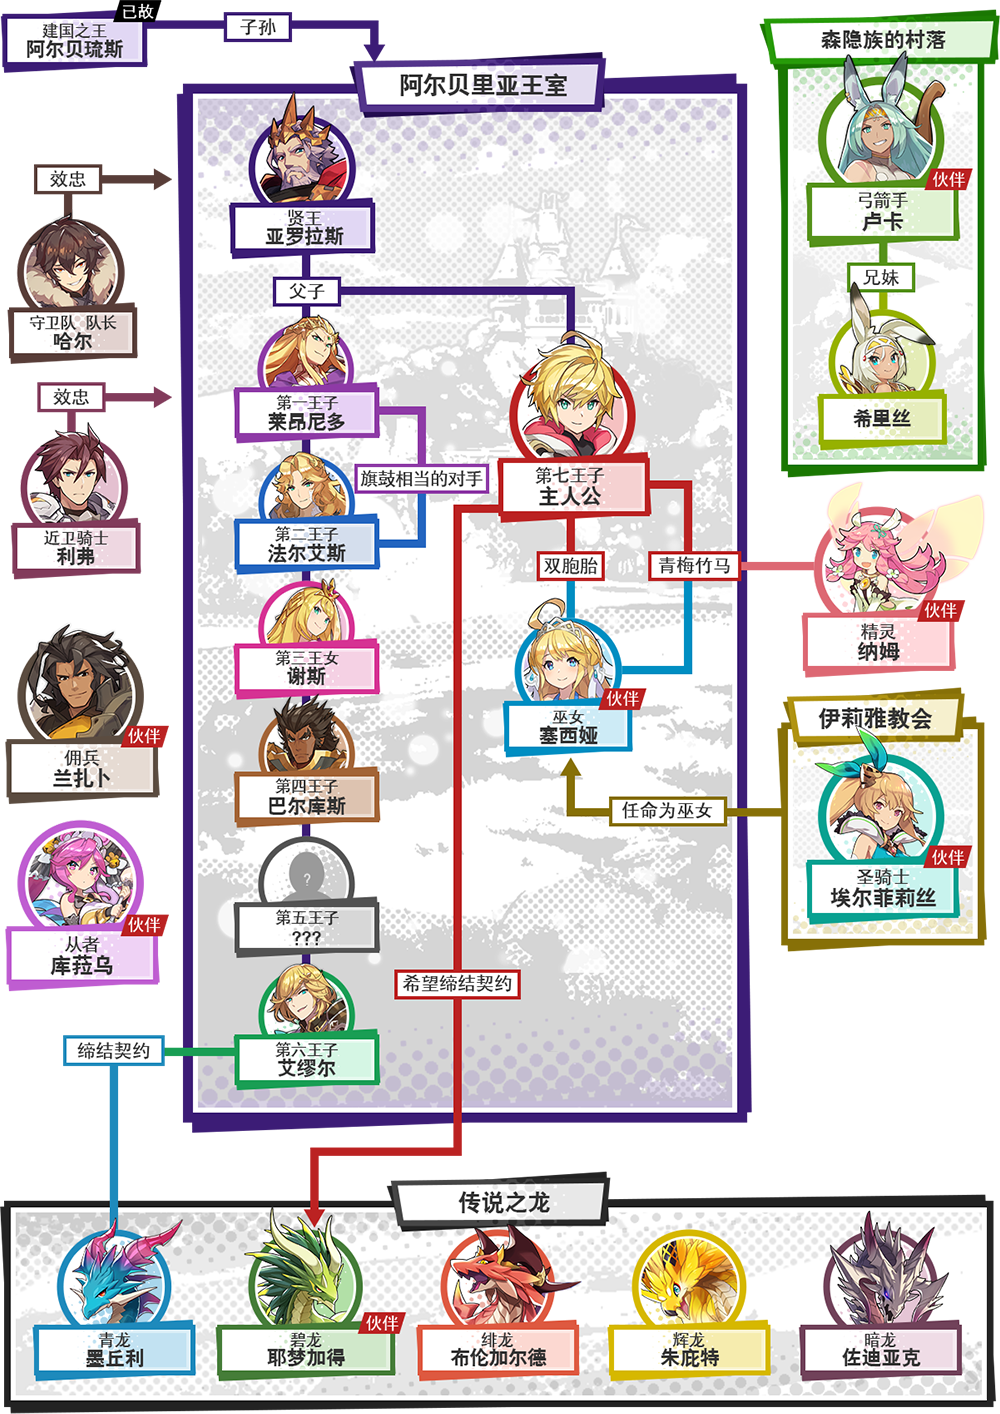 已故
建国之王
阿尔贝琉斯
子孙
阿尔贝里亚王室
森隐族的村落
效忠
守卫队 队长
哈尔
效忠
近卫骑士
利弗
伙伴
佣兵
兰扎卜
伙伴
从者
库菈乌
贤王
亚罗拉斯
父子
第一王子
莱昂尼多
旗鼓相当的对手
第二王子
法尔艾斯
第三王女
谢斯
第四王子
巴尔库斯
?
第五王子
???
第六王子
艾缪尔
缔结契约
第七王子
主人公
双胞胎
青梅竹马
伙伴
巫女
塞西娅
任命为巫女
希望缔结契约
伙伴
弓箭手
卢卡
兄妹
希里丝
伙伴
精灵
纳姆
伊莉雅教会
伙伴
圣骑士
埃尔菲莉丝
传说之龙
青龙
墨丘利
伙伴
碧龙
耶梦加得
绯龙
布伦加尔德
辉龙
朱庇特
暗龙
佐迪亚克